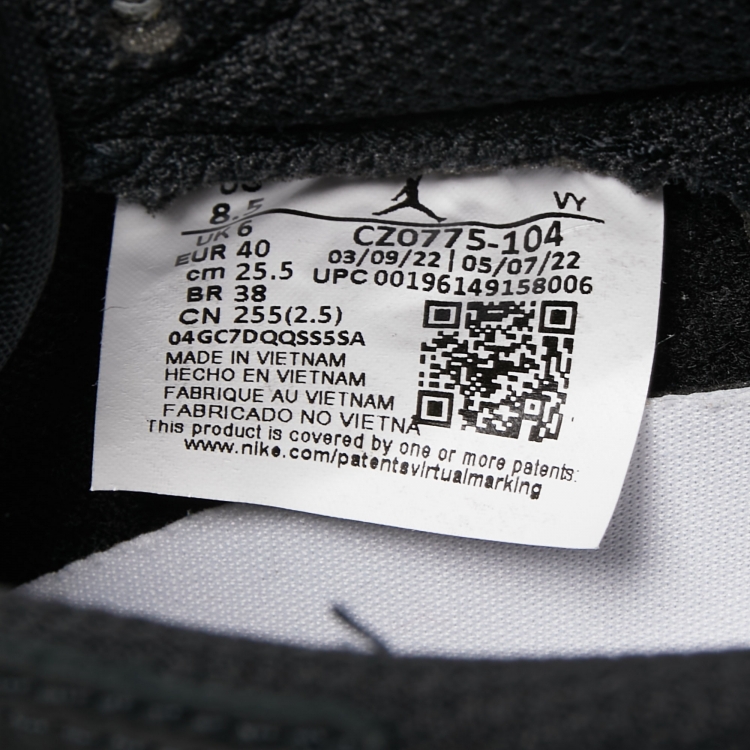 US
8.5
UK 6
EUR 40
cm 25.5
BR 38
CN 255(2.5)
04GC7DQQSS5SA
MADE IN VIETNAM
HECHO EN VIETNAM
FABRIQUE AU VIETNAM
FABRICADO NO VIETNA
This product is covered by one or more patents:
www.nike.com/patentsvirtualmarking
VY
CZ0775-104
03/09/22 | 05/07/22
UPC 00196149158006